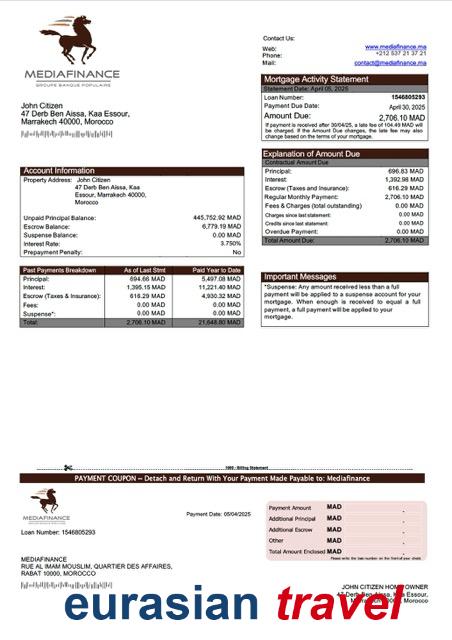 MEDIAFINANCE
GROUPE BANQUE POPULAIRE
Contact Us:
Web: www.mediafinance.ma
Phone: +212 537 21 37 21
Mail: contact@mediafinance.ma
Mortgage Activity Statement
Statement Date: April 05, 2025
Loan Number: 1546805293
Payment Due Date: April 30, 2025
Amount Due: 2,706.10 MAD
If payment is received after 30/04/25, a late fee of 104.49 MAD will
be charged. If the Amount Due changes, the late fee may also
change based on the terms of your mortgage.
John Citizen
47 Derb Ben Aissa, Kaa Essour,
Marrakech 40000, Morocco
Explanation of Amount Due
Contractual Amount Due
Principal: 696.83 MAD
Interest: 1,392.98 MAD
Escrow (Taxes and Insurance): 616.29 MAD
Regular Monthly Payment: 2,706.10 MAD
Fees & Charges (total outstanding) 0.00 MAD
Charges since last statement: 0.00 MAD
Credits since last statement: 0.00 MAD
Overdue Payment: 0.00 MAD
Total Amount Due: 2,706.10 MAD
Account Information
Property Address: John Citizen
47 Derb Ben Aissa, Kaa
Essour, Marrakech 40000,
Morocco
Unpaid Principal Balance: 445,752.92 MAD
Escrow Balance: 6,779.19 MAD
Suspense Balance: 0.00 MAD
Interest Rate: 3.750%
Prepayment Penalty: No
Past Payments Breakdown As of Last Stmt Paid Year to Date
Principal: 694.66 MAD 5,497.08 MAD
Interest: 1,395.15 MAD 11,221.40 MAD
Escrow (Taxes & Insurance): 616.29 MAD 4,930.32 MAD
Fees: 0.00 MAD 0.00 MAD
Suspense*: 0.00 MAD 0.00 MAD
Total: 2,706.10 MAD 21,648.80 MAD
Important Messages
*Suspense: Any amount received less than a full
payment will be applied to a suspense account for your
mortgage. When enough is received to equal a full
payment, a full payment will be applied to your
mortgage.
1000 - Billing Statement
PAYMENT COUPON – Detach and Return With Your Payment Made Payable to: Mediafinance
MEDIAFINANCE
Loan Number: 1546805293
Payment Date: 05/04/2025
Payment Amount MAD .
Additional Principal MAD .
Additional Escrow MAD .
Other MAD .
Total Amount Enclosed MAD .
Please write the loan number on the front of your check
MEDIAFINANCE
RUE AL IMAM MOUSLIM, QUARTIER DES AFFAIRES,
RABAT 10000, MOROCCO
JOHN CITIZEN HOMEOWNER
47 Derb Ben Aissa, Kaa Essour,
Marrakech 40000, Morocco
eurasian travel